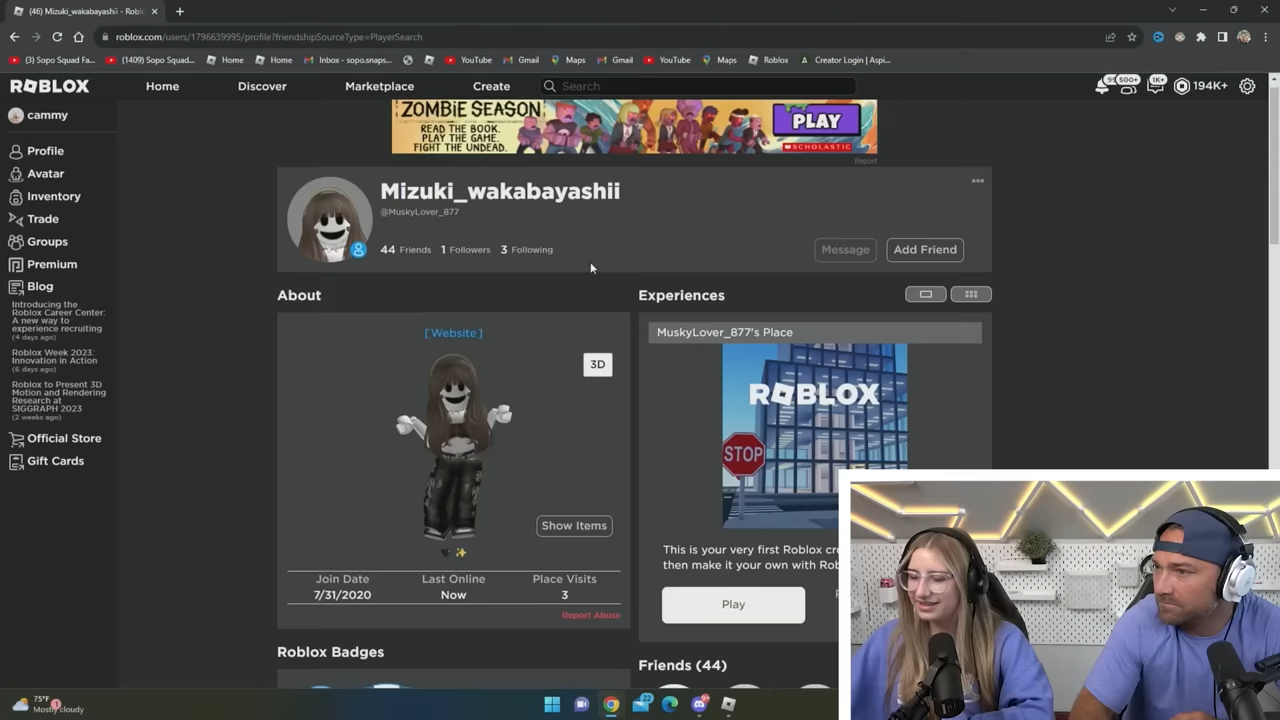 (46) Mizuki_wakabayashii - Robl
roblox.com/users/1796639995/profile?friendshipSourceType=PlayerSearch
(3) Sopo Squad Fa...
(1409) Sopo Squad...
Home
Home
Inbox - sopo.snaps...
YouTube
Gmail
Maps
Gmail
YouTube
Maps
Roblox
Creator Login | Aspi...
ROBLOX
Home
Discover
Marketplace
Create
Search
500+
1K+
194K+
cammy
Profile
Avatar
Inventory
Trade
Groups
Premium
Blog
Introducing the
Roblox Career Center:
A new way to
experience recruiting
(4 days ago)
Roblox Week 2023:
Innovation in Action
(6 days ago)
Roblox to Present 3D
Motion and Rendering
Research at
SIGGRAPH 2023
(2 weeks ago)
Official Store
Gift Cards
ZOMBIE SEASON
READ THE BOOK.
PLAY THE GAME.
FIGHT THE UNDEAD.
PLAY
SCHOLASTIC
Report
Mizuki_wakabayashii
@MuskyLover_877
44 Friends 1 Followers 3 Following
Message
Add Friend
About
[ Website ]
3D
Show Items
Join Date
Last Online
Place Visits
7/31/2020
Now
3
Report Abuse
Roblox Badges
Experiences
MuskyLover_877's Place
ROBLOX
STOP
This is your very first Roblox cre
then make it your own with Rob
Play
Friends (44)
75°F
Mostly cloudy